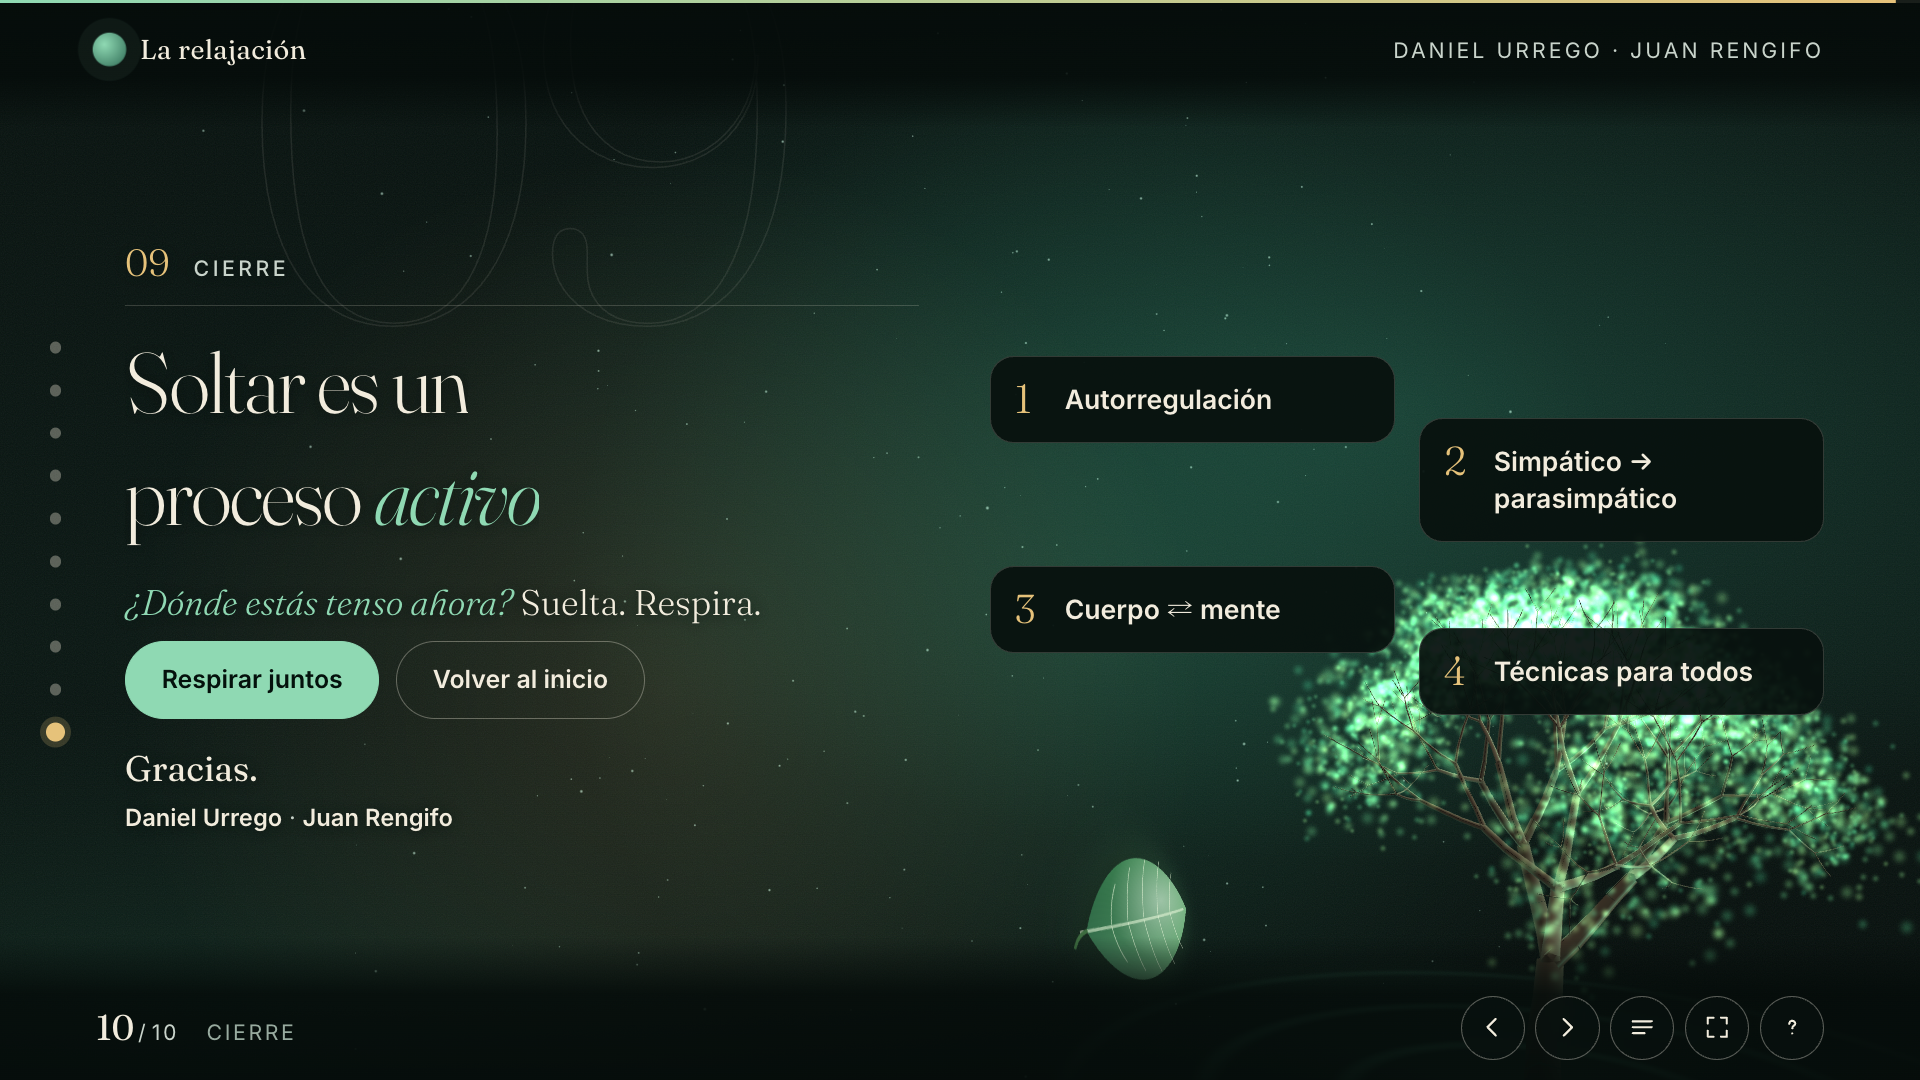 La relajación
DANIEL URREGO · JUAN RENGIFO
09
09 CIERRE
Soltar es un
proceso activo
¿Dónde estás tenso ahora? Suelta. Respira.
Respirar juntos
Volver al inicio
Gracias.
Daniel Urrego · Juan Rengifo
1 Autorregulación
2 Simpático →
parasimpático
3 Cuerpo ⇄ mente
4 Técnicas para todos
10 / 10 CIERRE
?